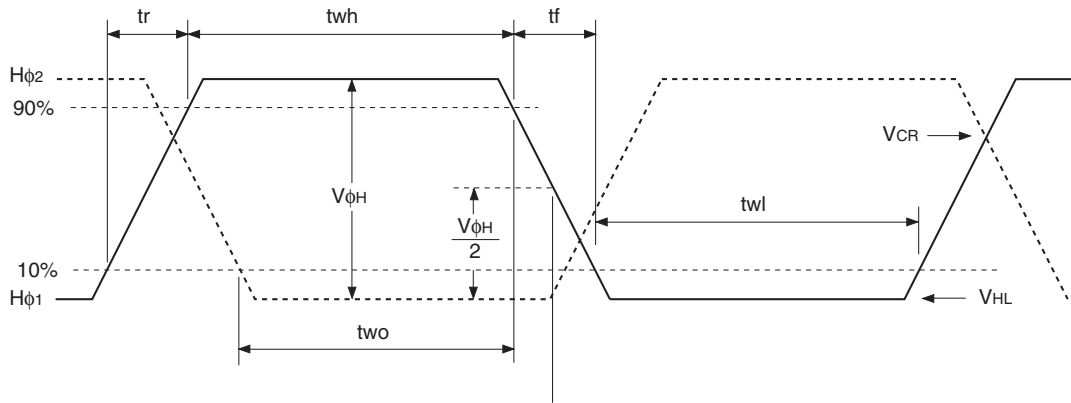 tr twh tf
Hϕ2
90%
VCR
VϕH
VϕH
2
twl
10%
Hϕ1
VHL
two